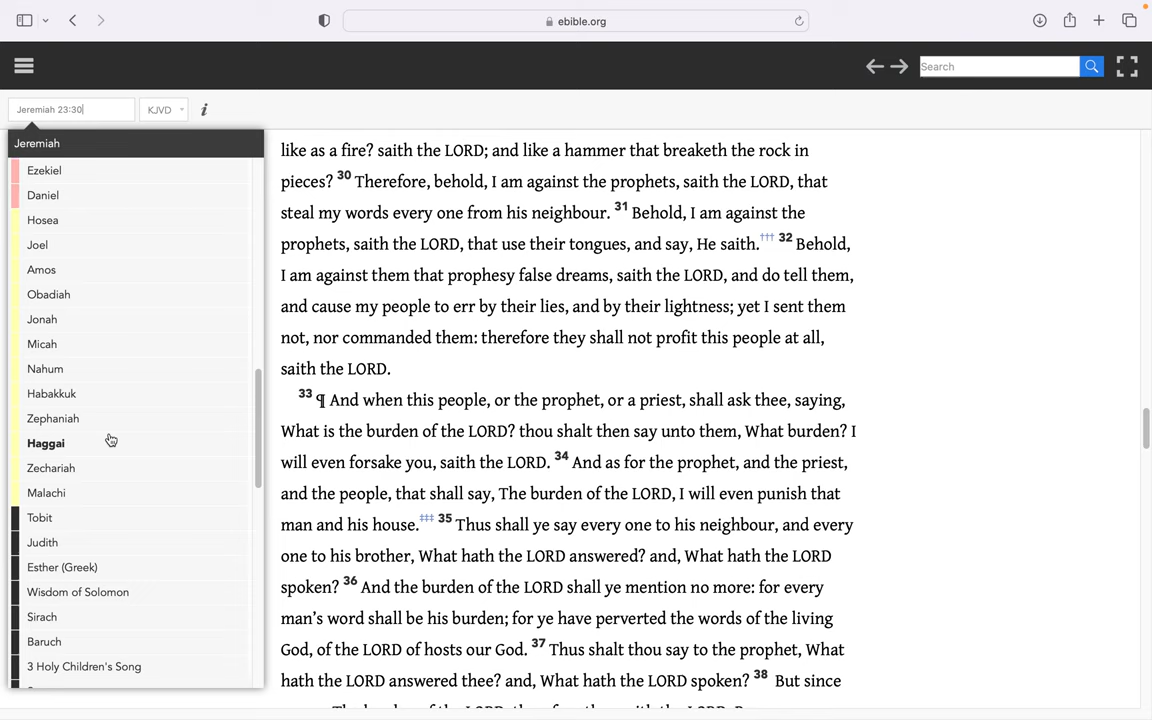 ebible.org
Search
Jeremiah 23:30
KJVD
i
Jeremiah
Ezekiel
Daniel
Hosea
Joel
Amos
Obadiah
Jonah
Micah
Nahum
Habakkuk
Zephaniah
Haggai
Zechariah
Malachi
Tobit
Judith
Esther (Greek)
Wisdom of Solomon
Sirach
Baruch
3 Holy Children's Song
like as a fire? saith the LORD; and like a hammer that breaketh the rock in
pieces? 30 Therefore, behold, I am against the prophets, saith the LORD, that
steal my words every one from his neighbour. 31 Behold, I am against the
prophets, saith the LORD, that use their tongues, and say, He saith.††† 32 Behold,
I am against them that prophesy false dreams, saith the LORD, and do tell them,
and cause my people to err by their lies, and by their lightness; yet I sent them
not, nor commanded them: therefore they shall not profit this people at all,
saith the LORD.
33 ¶ And when this people, or the prophet, or a priest, shall ask thee, saying,
What is the burden of the LORD? thou shalt then say unto them, What burden? I
will even forsake you, saith the LORD. 34 And as for the prophet, and the priest,
and the people, that shall say, The burden of the LORD, I will even punish that
man and his house.‡‡‡ 35 Thus shall ye say every one to his neighbour, and every
one to his brother, What hath the LORD answered? and, What hath the LORD
spoken? 36 And the burden of the LORD shall ye mention no more: for every
man's word shall be his burden; for ye have perverted the words of the living
God, of the LORD of hosts our God. 37 Thus shalt thou say to the prophet, What
hath the LORD answered thee? and, What hath the LORD spoken? 38 But since